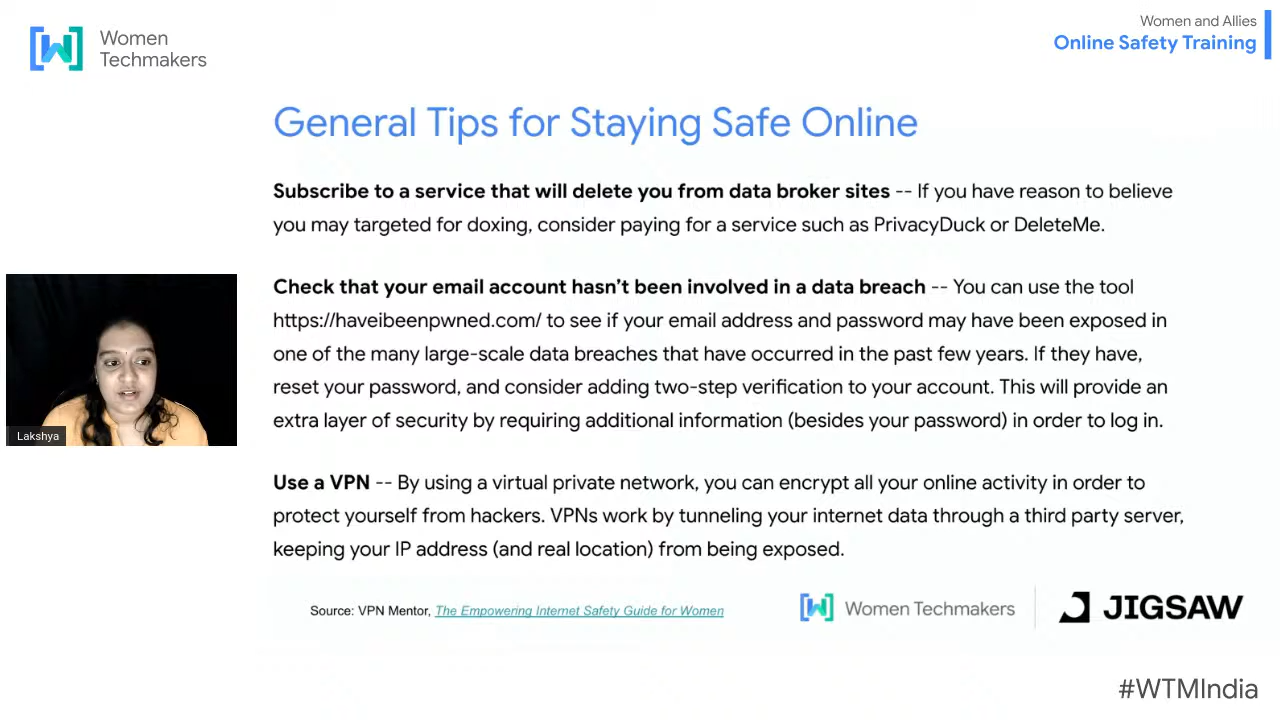 Women
Techmakers
Women and Allies
Online Safety Training
General Tips for Staying Safe Online
Subscribe to a service that will delete you from data broker sites -- If you have reason to believe
you may targeted for doxing, consider paying for a service such as PrivacyDuck or DeleteMe.
Check that your email account hasn't been involved in a data breach -- You can use the tool
https://haveibeenpwned.com/ to see if your email address and password may have been exposed in
one of the many large-scale data breaches that have occurred in the past few years. If they have,
reset your password, and consider adding two-step verification to your account. This will provide an
extra layer of security by requiring additional information (besides your password) in order to log in.
Lakshya
Use a VPN -- By using a virtual private network, you can encrypt all your online activity in order to
protect yourself from hackers. VPNs work by tunneling your internet data through a third party server,
keeping your IP address (and real location) from being exposed.
Source: VPN Mentor, The Empowering Internet Safety Guide for Women
Women Techmakers
JIGSAW
#WTMIndia